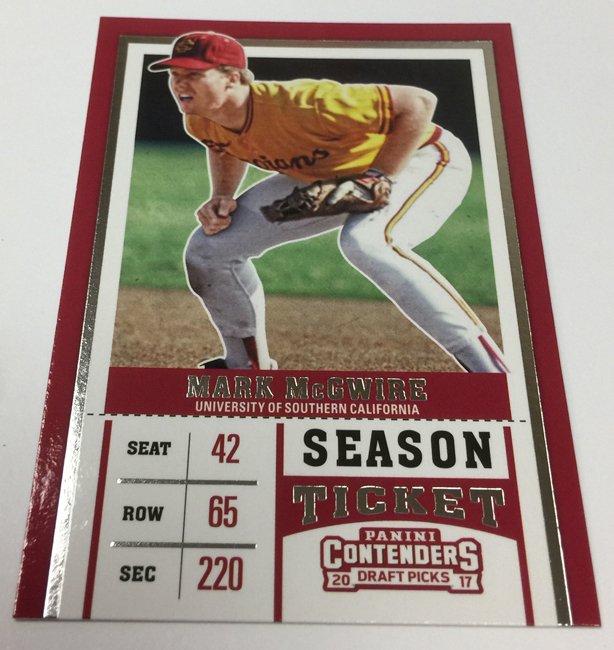 MARK McGWIRE
UNIVERSITY OF SOUTHERN CALIFORNIA
SEAT 42
ROW 65
SEC 220
SEASON
TICKET
PANINI
CONTENDERS
20 DRAFT PICKS 17